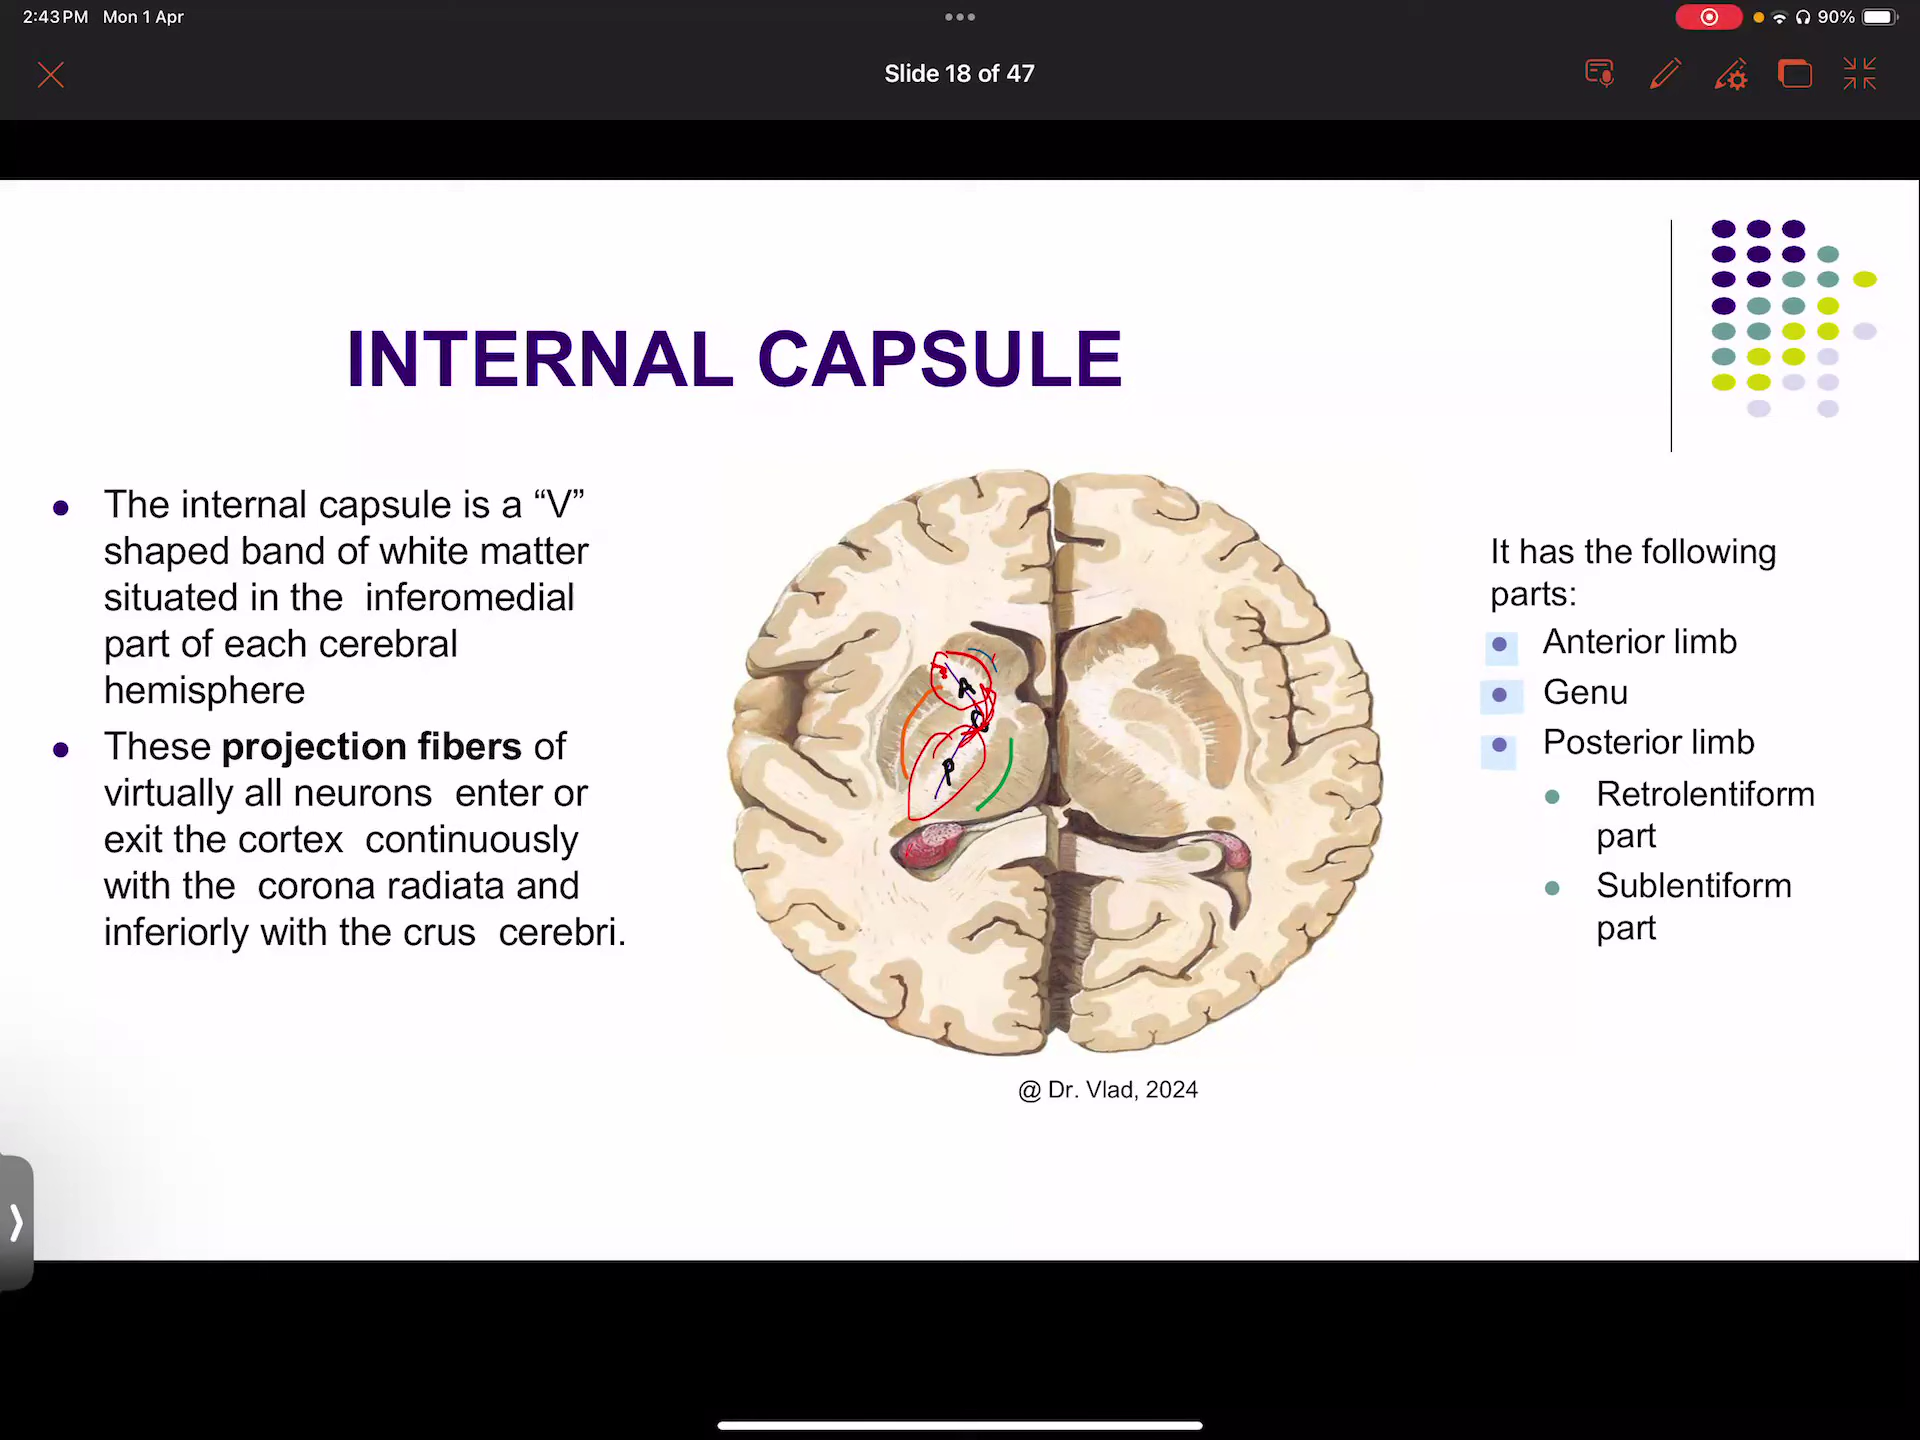 2:43 PM Mon 1 Apr
90%
Slide 18 of 47
INTERNAL CAPSULE
The internal capsule is a “V”
shaped band of white matter
situated in the inferomedial
part of each cerebral
hemisphere
These projection fibers of
virtually all neurons enter or
exit the cortex continuously
with the corona radiata and
inferiorly with the crus cerebri.
A
P
@ Dr. Vlad, 2024
It has the following
parts:
Anterior limb
Genu
Posterior limb
Retrolentiform
part
Sublentiform
part